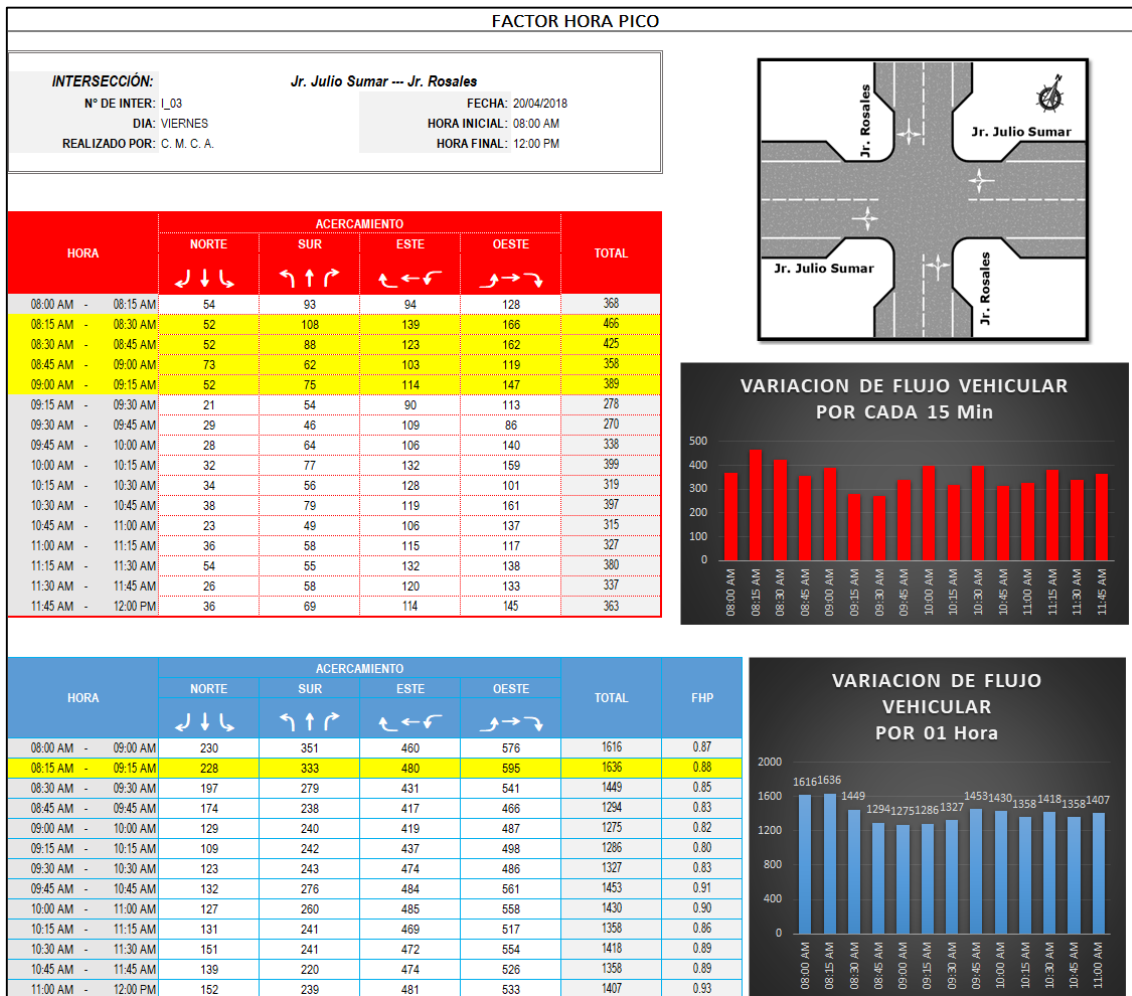 FACTOR HORA PICO
INTERSECCIÓN: Jr. Julio Sumar --- Jr. Rosales
N° DE INTER: I_03 FECHA: 20/04/2018
DIA: VIERNES HORA INICIAL: 08:00 AM
REALIZADO POR: C. M. C. A. HORA FINAL: 12:00 PM
Jr. Rosales
Jr. Julio Sumar
Jr. Julio Sumar
Jr. Rosales
HORA ACERCAMIENTO TOTAL
NORTE SUR ESTE OESTE
08:00 AM - 08:15 AM 54 93 94 128 368
08:15 AM - 08:30 AM 52 108 139 166 466
08:30 AM - 08:45 AM 52 88 123 162 425
08:45 AM - 09:00 AM 73 62 103 119 358
09:00 AM - 09:15 AM 52 75 114 147 389
09:15 AM - 09:30 AM 21 54 90 113 278
09:30 AM - 09:45 AM 29 46 109 86 270
09:45 AM - 10:00 AM 28 64 106 140 338
10:00 AM - 10:15 AM 32 77 132 159 399
10:15 AM - 10:30 AM 34 56 128 101 319
10:30 AM - 10:45 AM 38 79 119 161 397
10:45 AM - 11:00 AM 23 49 106 137 315
11:00 AM - 11:15 AM 36 58 115 117 327
11:15 AM - 11:30 AM 54 55 132 138 380
11:30 AM - 11:45 AM 26 58 120 133 337
11:45 AM - 12:00 PM 36 69 114 145 363
VARIACION DE FLUJO VEHICULAR
POR CADA 15 Min
500
400
300
200
100
0
08:00 AM 08:15 AM 08:30 AM 08:45 AM 09:00 AM 09:15 AM 09:30 AM 09:45 AM 10:00 AM 10:15 AM 10:30 AM 10:45 AM 11:00 AM 11:15 AM 11:30 AM 11:45 AM
HORA ACERCAMIENTO TOTAL FHP
NORTE SUR ESTE OESTE
08:00 AM - 09:00 AM 230 351 460 576 1616 0.87
08:15 AM - 09:15 AM 228 333 480 595 1636 0.88
08:30 AM - 09:30 AM 197 279 431 541 1449 0.85
08:45 AM - 09:45 AM 174 238 417 466 1294 0.83
09:00 AM - 10:00 AM 129 240 419 487 1275 0.82
09:15 AM - 10:15 AM 109 242 437 498 1286 0.80
09:30 AM - 10:30 AM 123 243 474 486 1327 0.83
09:45 AM - 10:45 AM 132 276 484 561 1453 0.91
10:00 AM - 11:00 AM 127 260 485 558 1430 0.90
10:15 AM - 11:15 AM 131 241 469 517 1358 0.86
10:30 AM - 11:30 AM 151 241 472 554 1418 0.89
10:45 AM - 11:45 AM 139 220 474 526 1358 0.89
11:00 AM - 12:00 PM 152 239 481 533 1407 0.93
VARIACION DE FLUJO
VEHICULAR
POR 01 Hora
2000
1600
1200
800
400
0
1616 1636 1449 1294 1275 1286 1327 1453 1430 1358 1418 1358 1407
08:00 AM 08:15 AM 08:30 AM 08:45 AM 09:00 AM 09:15 AM 09:30 AM 09:45 AM 10:00 AM 10:15 AM 10:30 AM 10:45 AM 11:00 AM